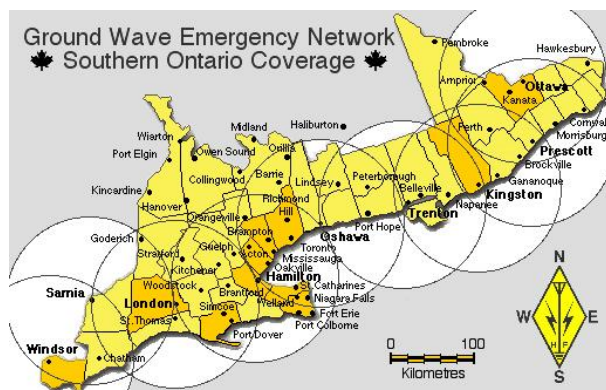 Ground Wave Emergency Network
Southern Ontario Coverage
Pembroke
Hawkesbury
Arnprior
Ottawa
Kanata
Cornwall
Morrisburg
Perth
Prescott
Brockville
Gananoque
Kingston
Napanee
Belleville
Trenton
Haliburton
Midland
Orillia
Wiarton
Owen Sound
Port Elgin
Collingwood
Barrie
Lindsey
Peterborough
Kincardine
Hanover
Orangeville
Richmond
Hill
Port Hope
Oshawa
Goderich
Brampton
Toronto
Stratford
Guelph
Acton
Mississauga
Kitchener
Oakville
Hamilton
Sarnia
Woodstock
London
Brantford
St.Catharines
Welland
Niagara Falls
St.Thomas
Simcoe
Fort Erie
Port Colborne
Port Dover
Windsor
Chatham
0 100
Kilometres
N
W E
H F
S